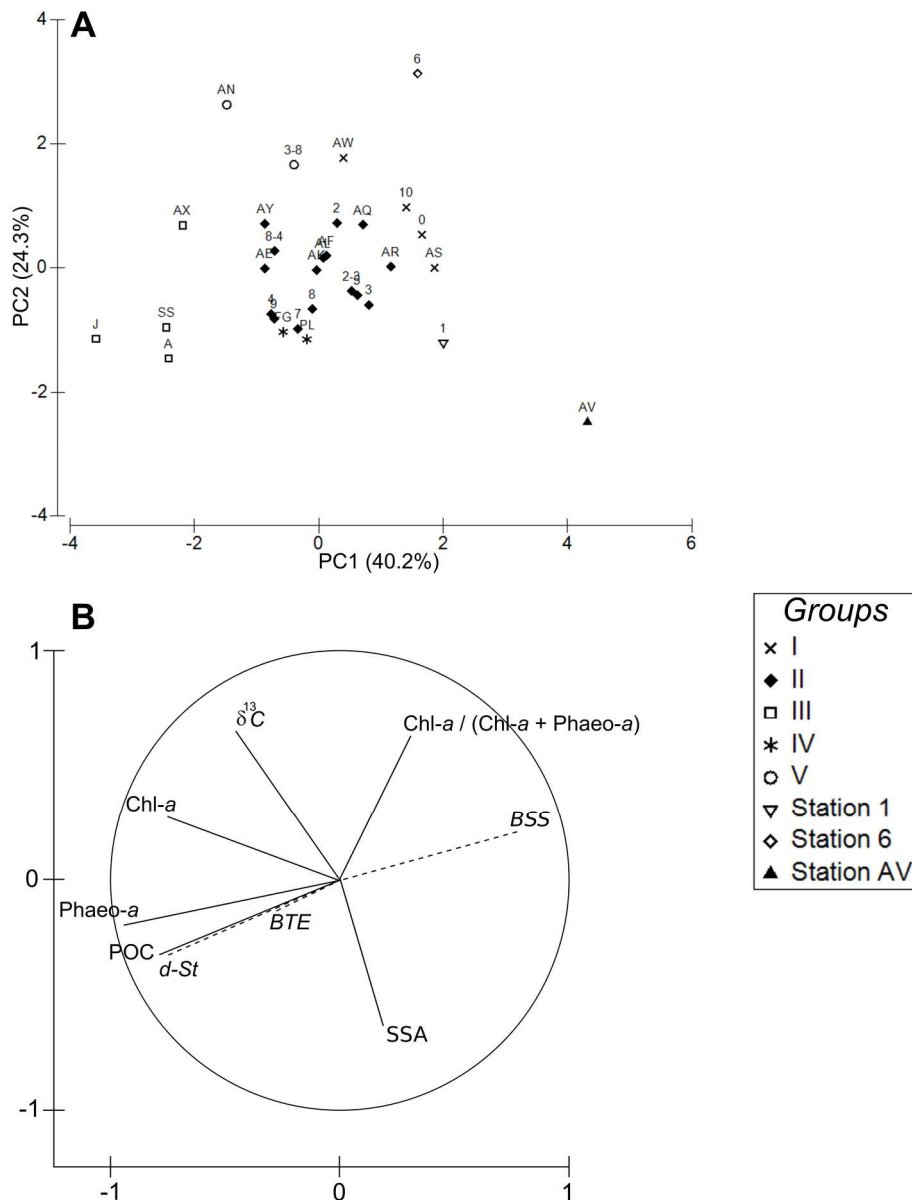 A
4
2
0
-2
-4
PC2 (24.3%)
6
AN
3-8
AW
AX
AY
2
AQ
10
0
8-4
AF
AL
AE
AK
AR
AS
2-3
5
3
4
9
8
7
FG
PL
SS
J
A
1
AV
-4
-2
0
2
4
6
PC1 (40.2%)
B
1
0
-1
δ13C
Chl-a / (Chl-a + Phaeo-a)
Chl-a
BSS
Phaeo-a
BTE
POC
d-St
SSA
-1
0
1
Groups
I
II
III
IV
V
Station 1
Station 6
Station AV